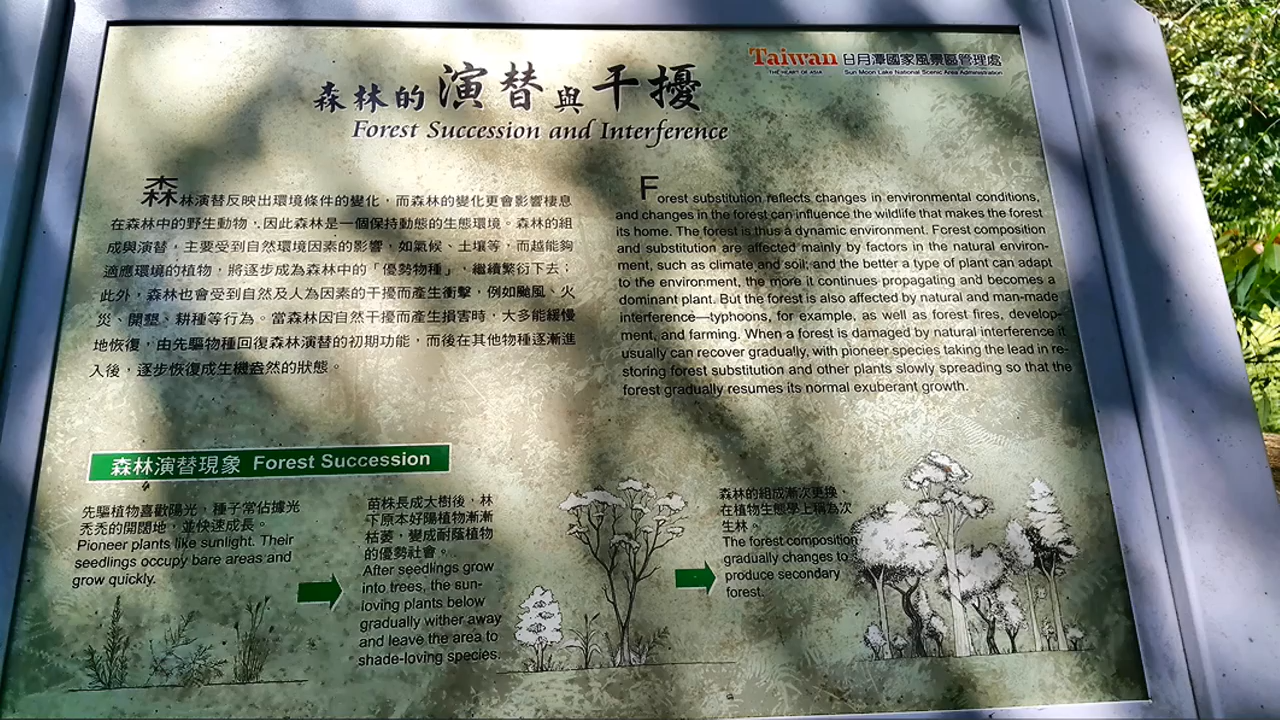 Taiwan 日月潭國家風景區管理處
THE HEART OF ASIA Sun Moon Lake National Scenic Area Administration
森林的演替與干擾
Forest Succession and Interference
森林演替反映出環境條件的變化，而森林的變化更會影響棲息
在森林中的野生動物，因此森林是一個保持動態的生態環境。森林的組
成與演替，主要受到自然環境因素的影響，如氣候、土壤等，而越能夠
適應環境的植物，將逐步成為森林中的「優勢物種」，繼續繁衍下去；
此外，森林也會受到自然及人為因素的干擾而產生衝擊，例如颱風、火
災、開墾、耕種等行為。當森林因自然干擾而產生損害時，大多能緩慢
地恢復，由先驅物種回復森林演替的初期功能，而後在其他物種逐漸進
入後，逐步恢復成生機盎然的狀態。
Forest substitution reflects changes in environmental conditions,
and changes in the forest can influence the wildlife that makes the forest
its home. The forest is thus a dynamic environment. Forest composition
and substitution are affected mainly by factors in the natural environ-
ment, such as climate and soil; and the better a type of plant can adapt
to the environment, the more it continues propagating and becomes a
dominant plant. But the forest is also affected by natural and man-made
interference—typhoons, for example, as well as forest fires, develop-
ment, and farming. When a forest is damaged by natural interference it
usually can recover gradually, with pioneer species taking the lead in re-
storing forest substitution and other plants slowly spreading so that the
forest gradually resumes its normal exuberant growth.
森林演替現象 Forest Succession
先驅植物喜歡陽光，種子常佔據光
禿禿的開闊地，並快速成長。
Pioneer plants like sunlight. Their
seedlings occupy bare areas and
grow quickly.
苗株長成大樹後，林
下原本好陽植物漸漸
枯萎，變成耐蔭植物
的優勢社會。
After seedlings grow
into trees, the sun-
loving plants below
gradually wither away
and leave the area to
shade-loving species.
森林的組成漸次更換，
在植物生態學上稱為次
生林。
The forest composition
gradually changes to
produce secondary
forest.